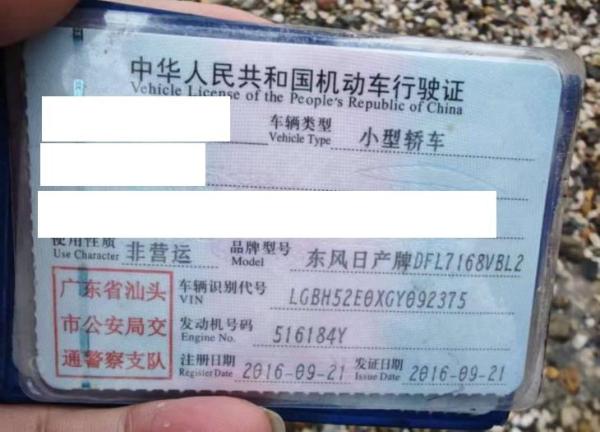 中华人民共和国机动车行驶证
Vehicle License of the People's Republic of China
车辆类型 小型轿车
Vehicle Type
使用性质 非营运 品牌型号 东风日产牌DFL7168VBL2
Use Character Model
广东省汕头
市公安局交
通警察支队
车辆识别代号 LGBH52E0XGY092375
VIN
发动机号码 516184Y
Engine No.
注册日期 2016-09-21 发证日期 2016-09-21
Register Date Issue Date